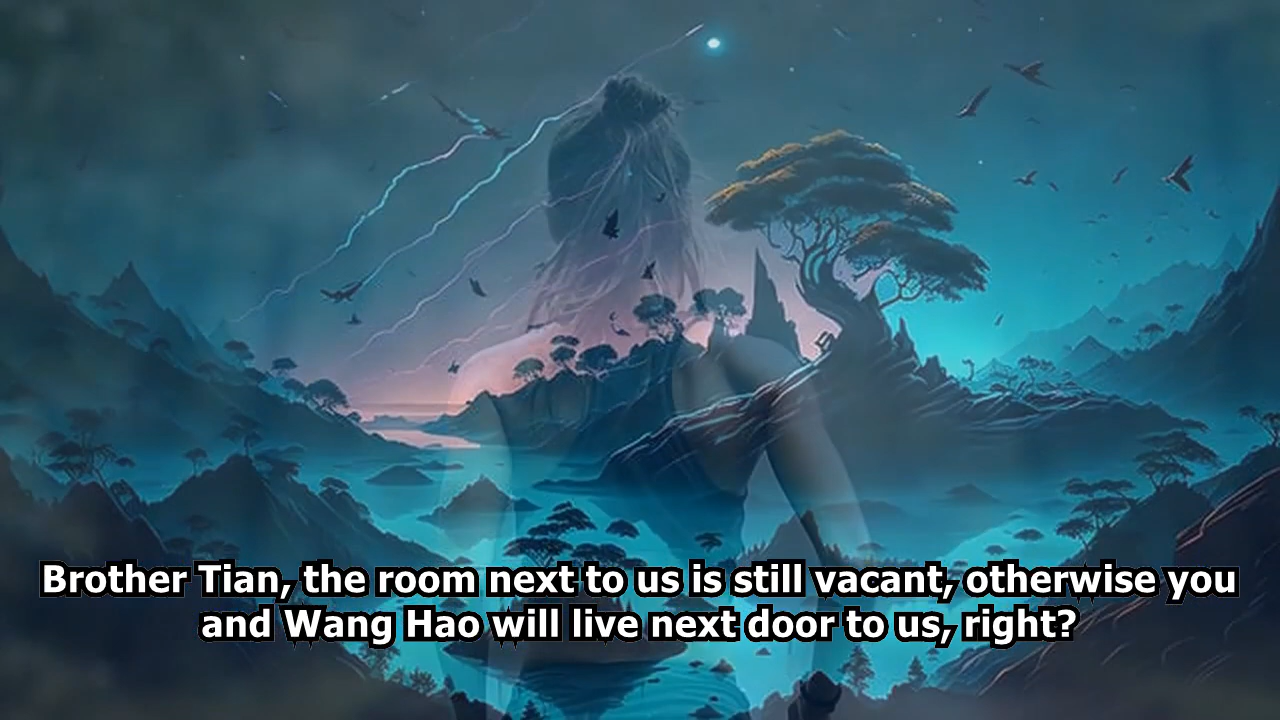 Brother Tian, the room next to us is still vacant, otherwise you
and Wang Hao will live next door to us, right?